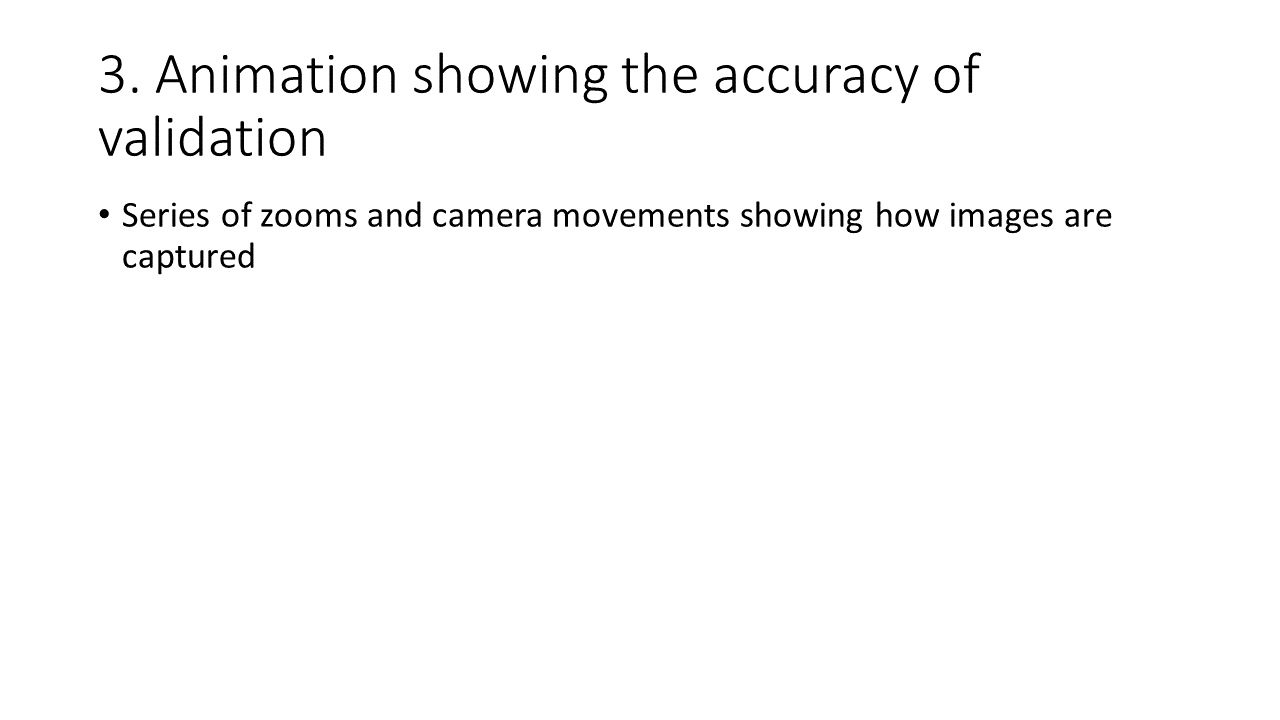 3. Animation showing the accuracy of
validation
• Series of zooms and camera movements showing how images are
captured